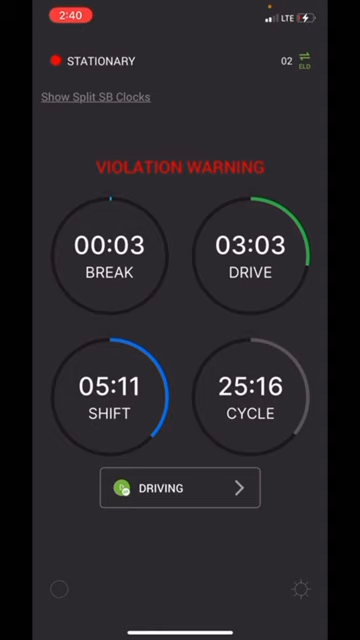 2:40
LTE
STATIONARY
02
ELD
Show Split SB Clocks
VIOLATION WARNING
00:03
BREAK
03:03
DRIVE
05:11
SHIFT
25:16
CYCLE
DRIVING